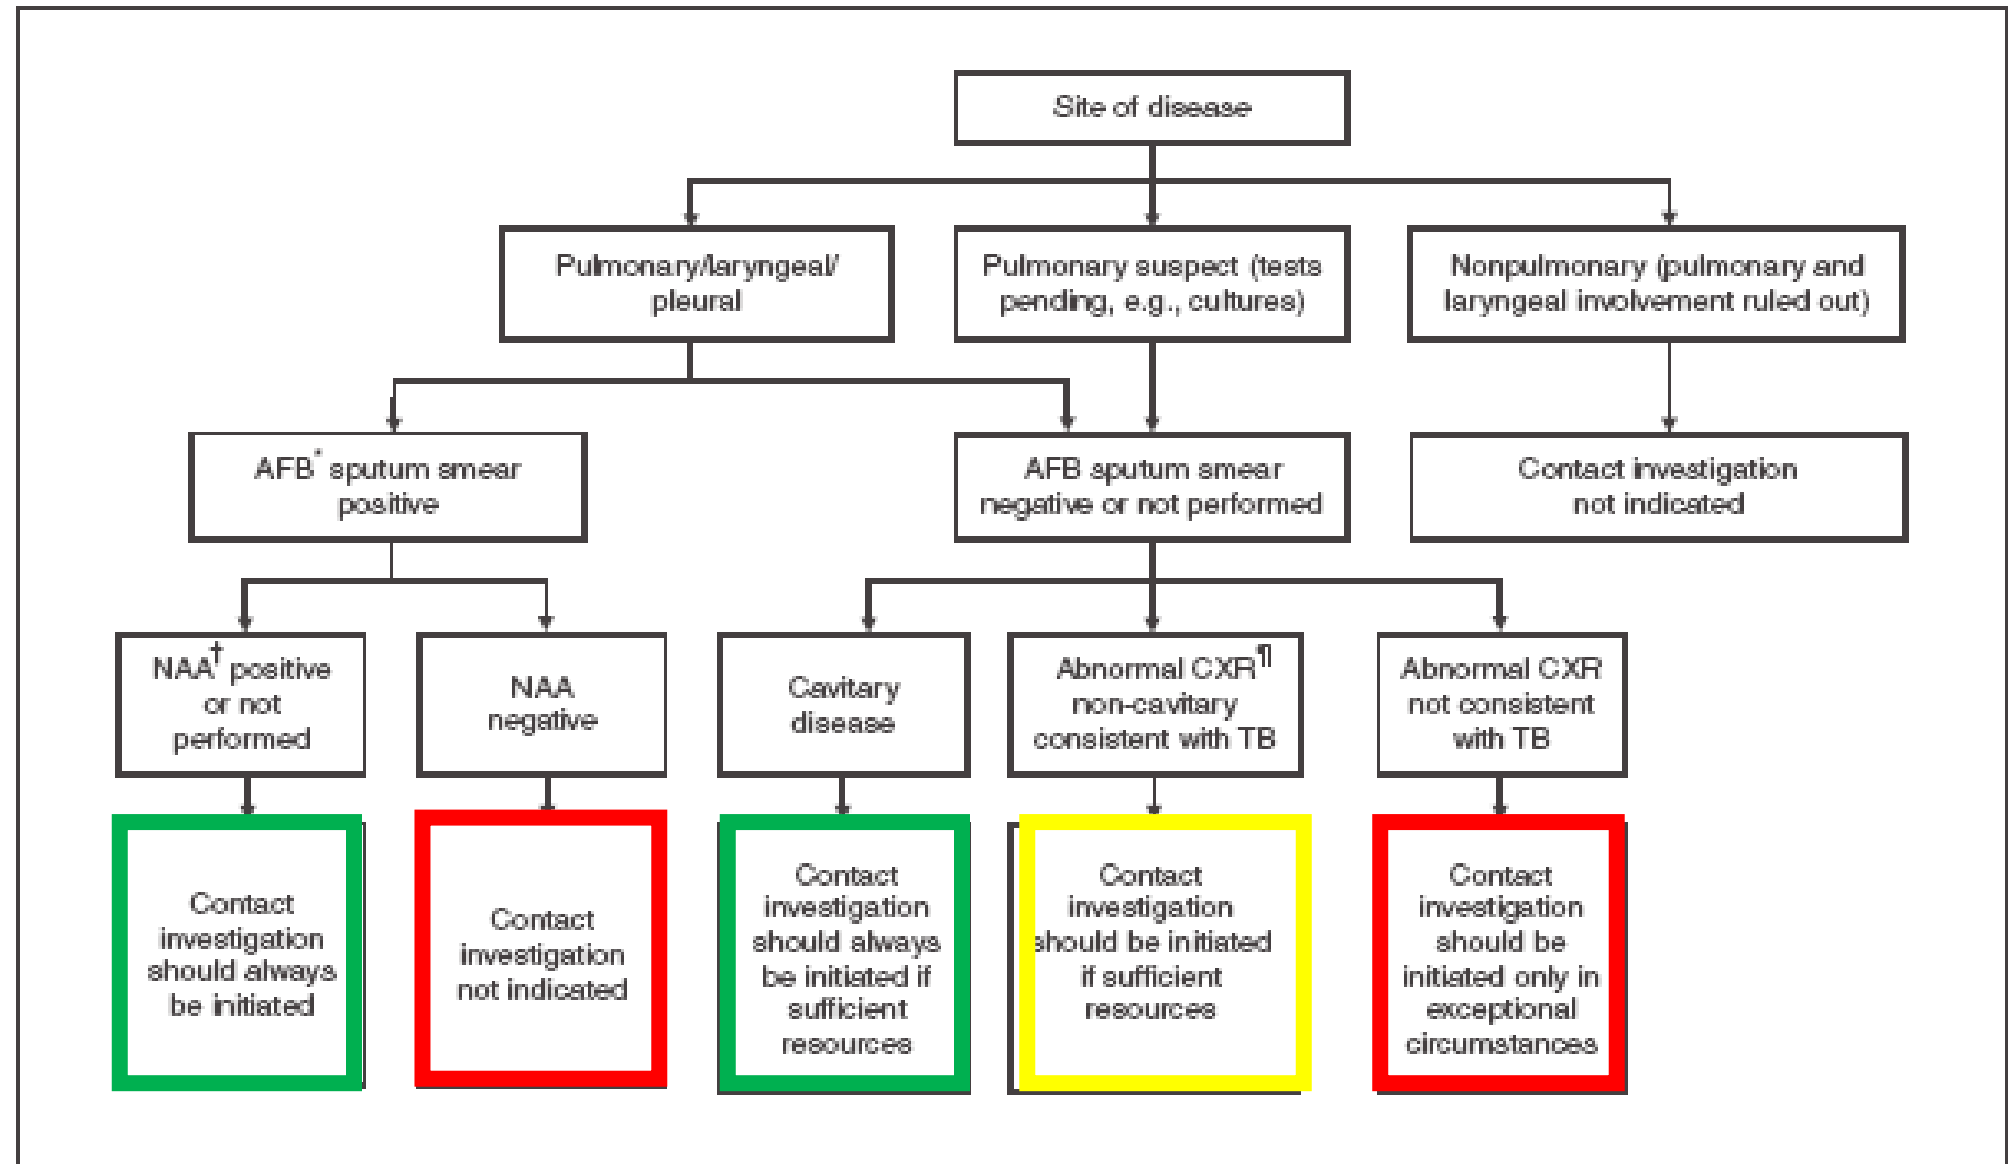 Site of disease
Pulmonary/laryngeal/
pleural
Pulmonary suspect (tests
pending, e.g., cultures)
Nonpulmonary (pulmonary and
laryngeal involvement ruled out)
AFB* sputum smear
positive
AFB sputum smear
negative or not performed
Contact investigation
not indicated
NAA† positive
or not
performed
NAA
negative
Cavitary
disease
Abnormal CXR¶
non-cavitary
consistent with TB
Abnormal CXR
not consistent
with TB
Contact
investigation
should always
be initiated
Contact
investigation
not indicated
Contact
investigation
should always
be initiated if
sufficient
resources
Contact
investigation
should be initiated
if sufficient
resources
Contact
investigation
should be
initiated only in
exceptional
circumstances